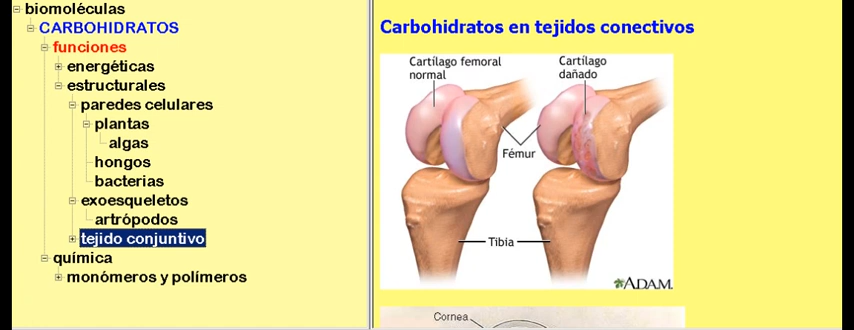 biomoléculas
CARBOHIDRATOS
funciones
energéticas
estructurales
paredes celulares
plantas
algas
hongos
bacterias
exoesqueletos
artrópodos
tejido conjuntivo
química
monómeros y polímeros
Carbohidratos en tejidos conectivos
Cartílago femoral
normal
Cartílago
dañado
Fémur
Tibia
ADAM.
Cornea